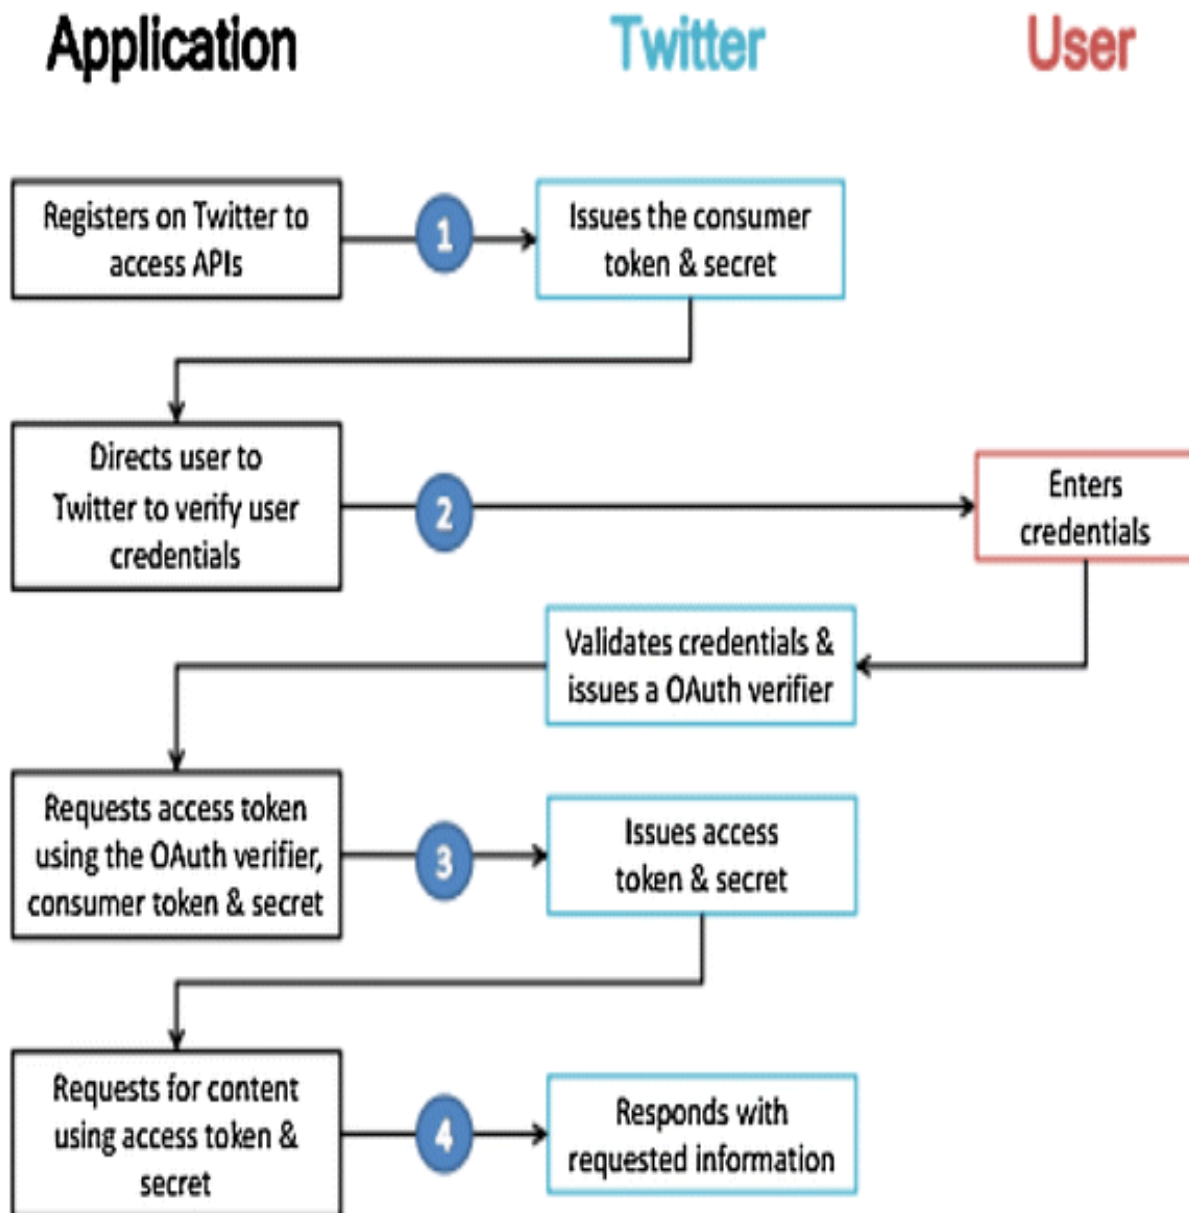 Application Twitter User
Registers on Twitter to
access APIs
1
Issues the consumer
token & secret
Directs user to
Twitter to verify user
credentials
2
Enters
credentials
Validates credentials &
issues a OAuth verifier
Requests access token
using the OAuth verifier,
consumer token & secret
3
Issues access
token & secret
Requests for content
using access token &
secret
4
Responds with
requested information